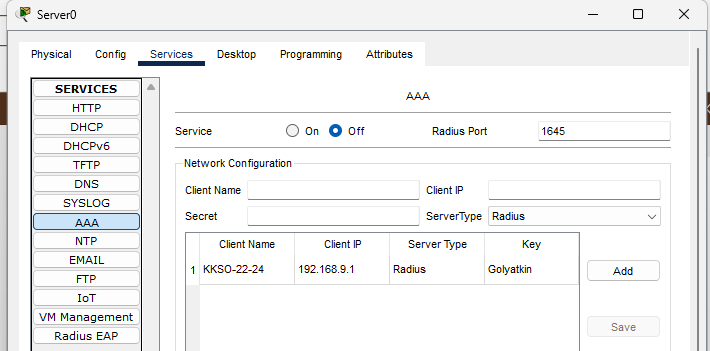 Server0
Physical Config Services Desktop Programming Attributes
SERVICES
HTTP
DHCP
DHCPv6
TFTP
DNS
SYSLOG
AAA
NTP
EMAIL
FTP
IoT
VM Management
Radius EAP
AAA
Service On Off Radius Port 1645
Network Configuration
Client Name Client IP
Secret ServerType Radius
Client Name Client IP Server Type Key
1 KKSO-22-24 192.168.9.1 Radius Golyatkin
Add
Save